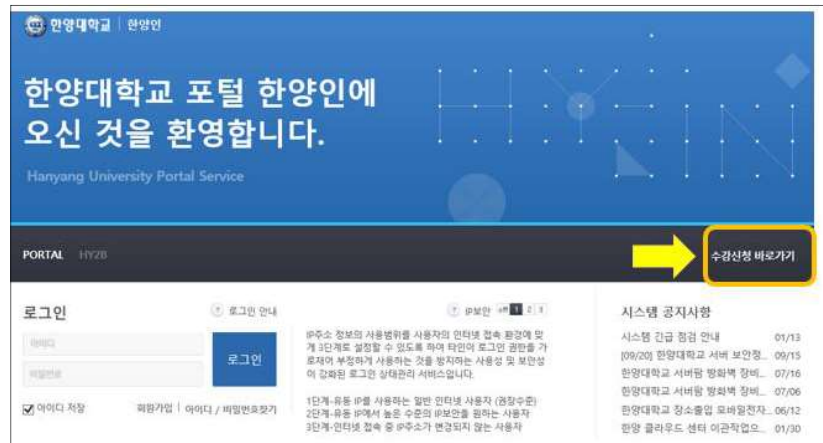 한양대학교 한양인
한양대학교 포털 한양인에
오신 것을 환영합니다.
Hanyang University Portal Service
PORTAL HY2B
수강신청 바로가기
로그인
? 로그인 안내
아이디
비밀번호
로그인
아이디 저장
회원가입 | 아이디 / 비밀번호찾기
? IP보안 off 1 2 3
IP주소 정보의 사용범위를 사용자의 인터넷 접속 환경에 맞
게 3단계로 설정할 수 있도록 하여 타인이 로그인 권한을 가
로채어 부정하게 사용하는 것을 방지하는 사용성 및 보안성
이 강화된 로그인 상태관리 서비스입니다.
1단계-유동 IP를 사용하는 일반 인터넷 사용자 (권장수준)
2단계-유동 IP에서 높은 수준의 IP보안을 원하는 사용자
3단계-인터넷 접속 중 IP주소가 변경되지 않는 사용자
시스템 공지사항
시스템 긴급 점검 안내 01/13
[09/20] 한양대학교 서버 보안정... 09/15
한양대학교 서버팜 방화벽 장비... 07/16
한양대학교 서버팜 방화벽 장비... 07/06
한양대학교 장소출입 모바일전자... 06/12
한양 클라우드 센터 이관작업으... 01/30